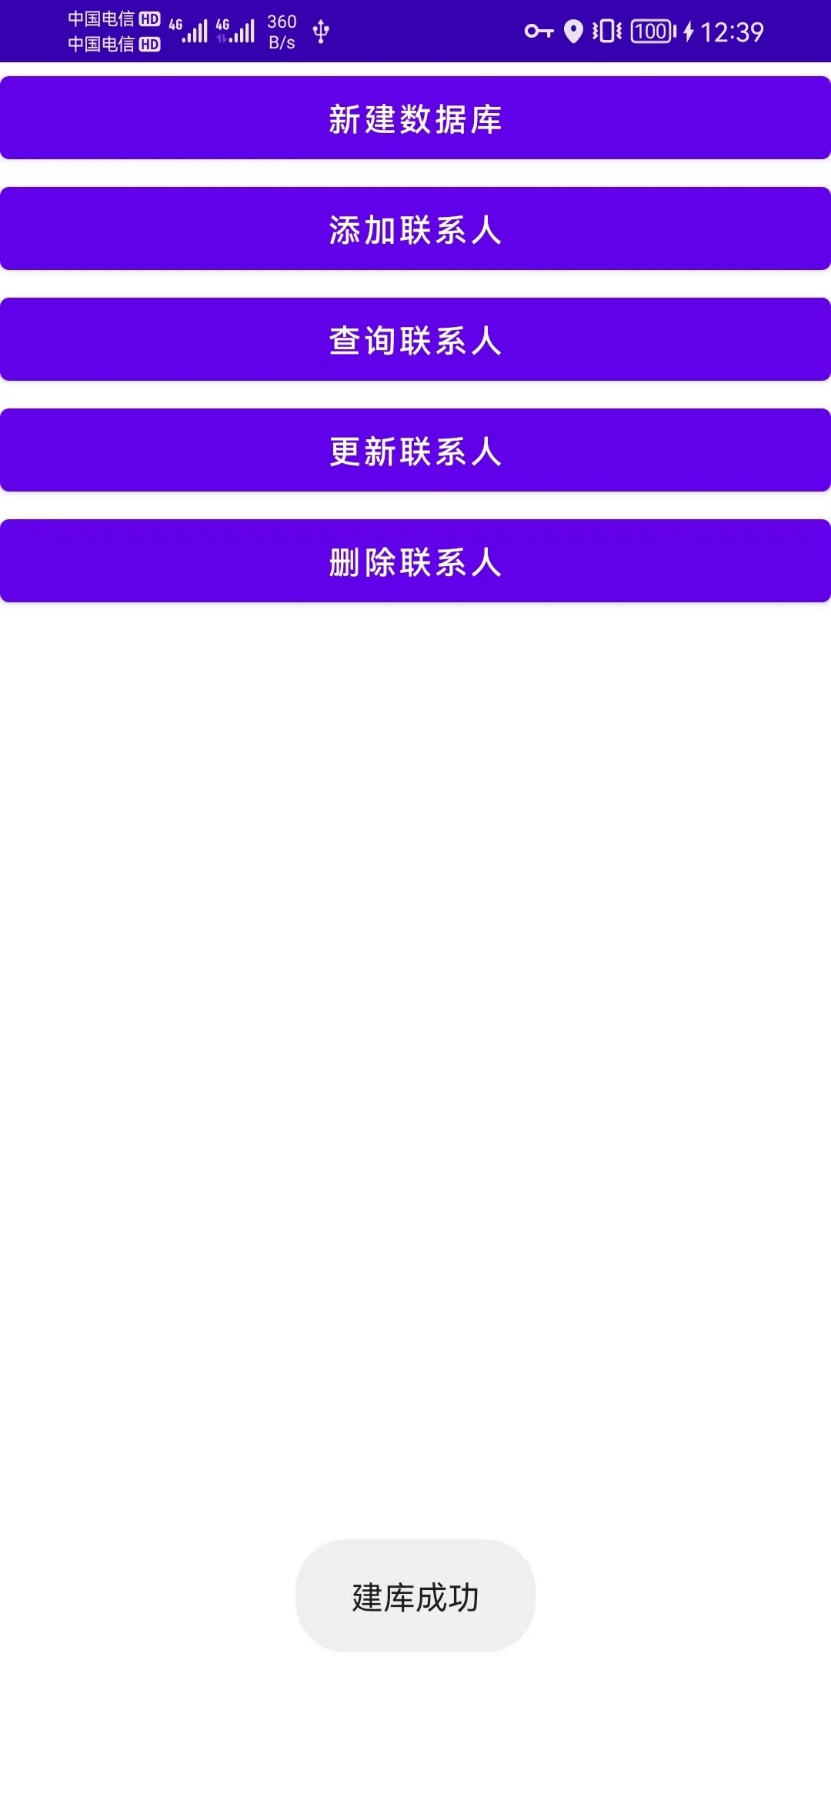 中国电信 HD 4G 4G 360 B/s 100 12:39
中国电信 HD
新建数据库
添加联系人
查询联系人
更新联系人
删除联系人
建库成功